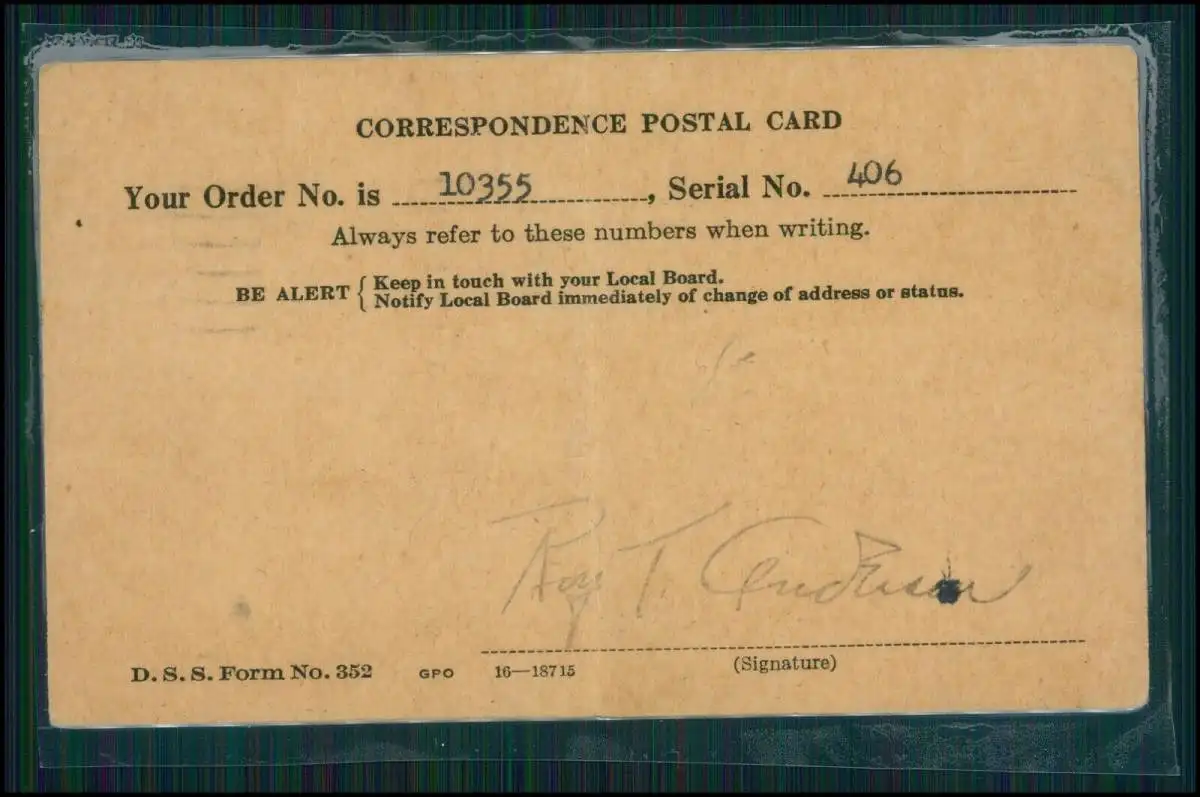 CORRESPONDENCE POSTAL CARD
Your Order No. is 10355, Serial No. 406
Always refer to these numbers when writing.
BE ALERT { Keep in touch with your Local Board.
Notify Local Board immediately of change of address or status.
Roy T. Anderson
D. S. S. Form No. 352 GPO 16—18715 (Signature)